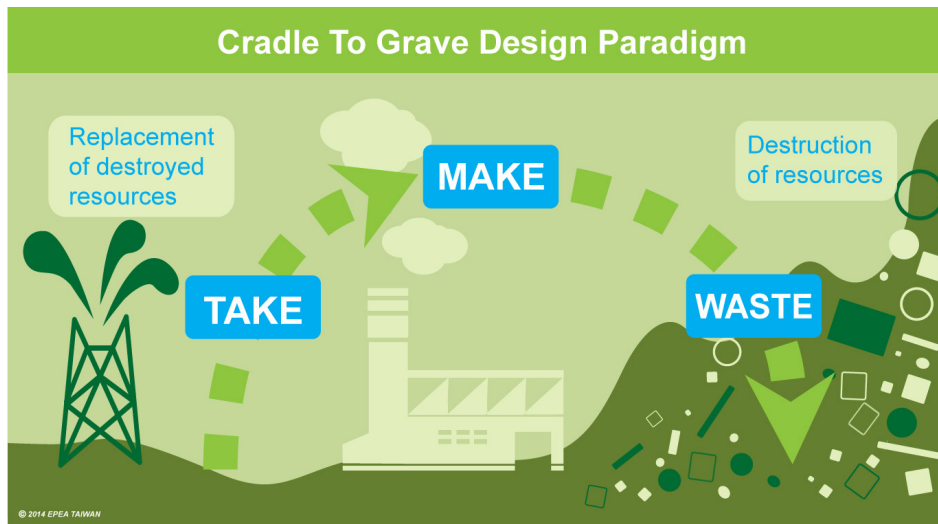 Cradle To Grave Design Paradigm
Replacement
of destroyed
resources
MAKE
Destruction
of resources
TAKE
WASTE
© 2014 EPEA TAIWAN